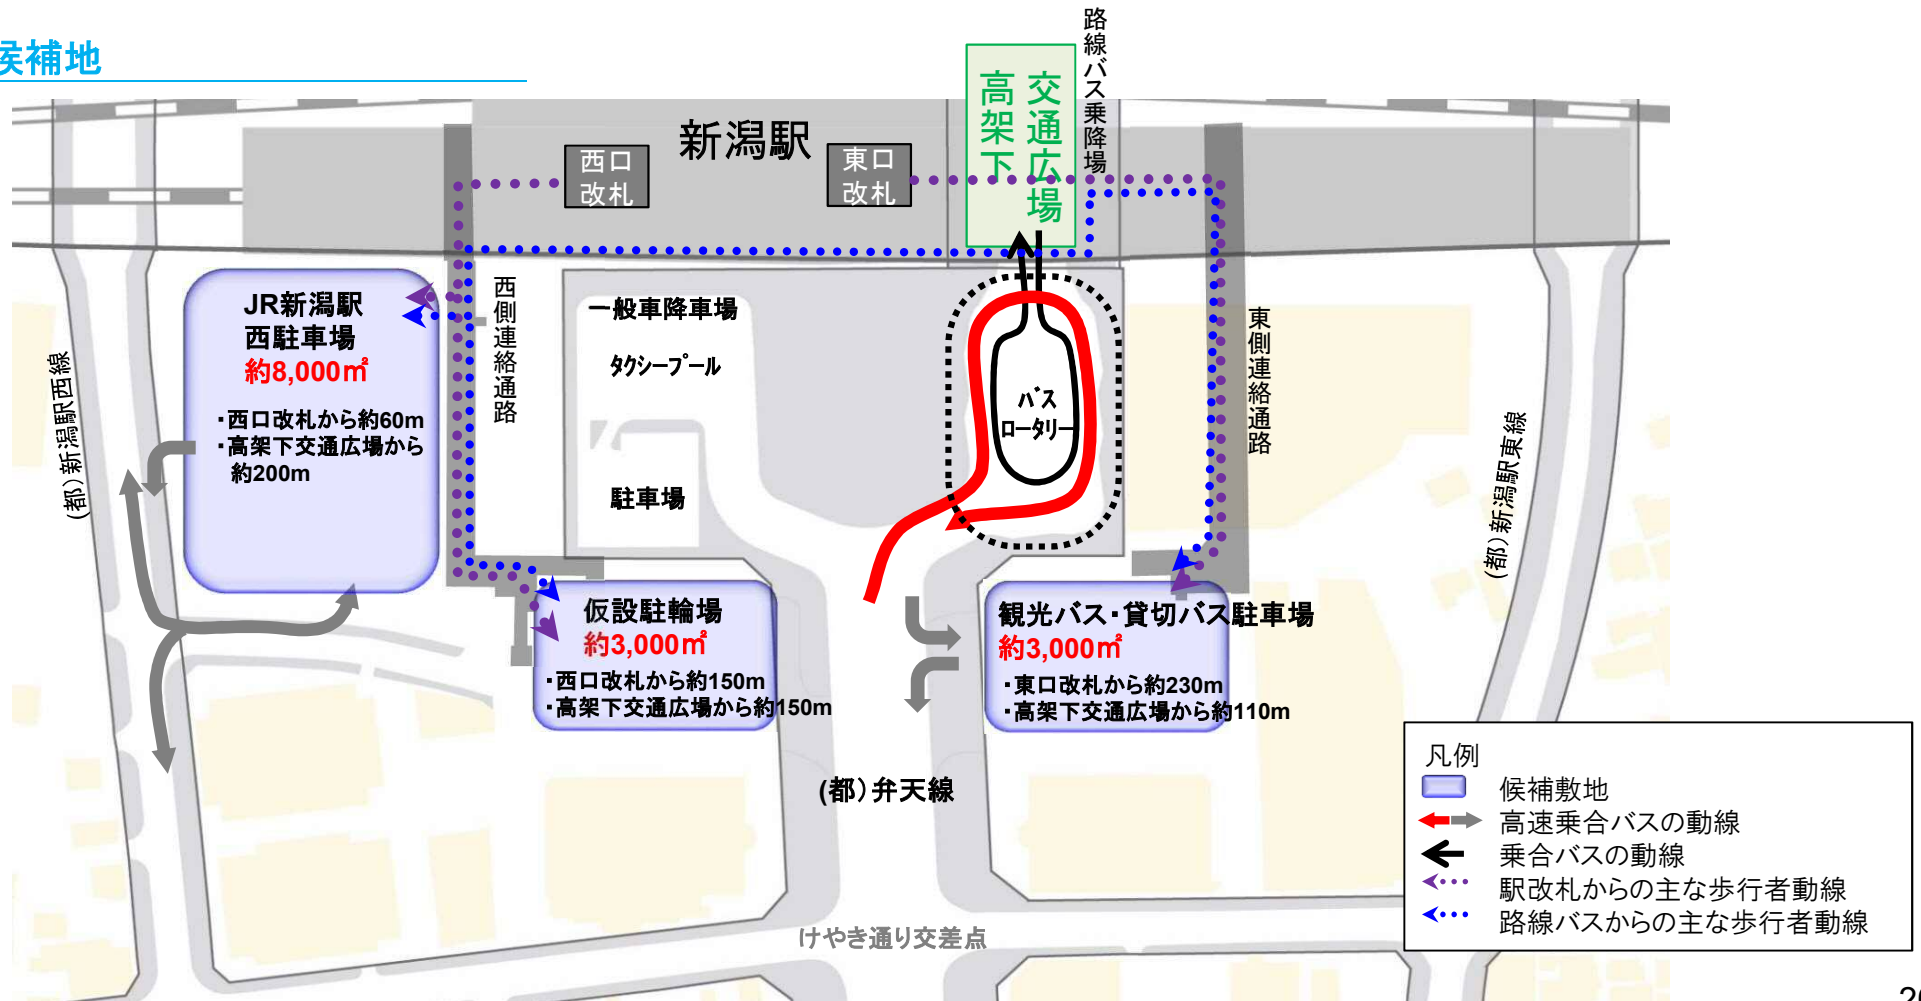 候補地
路線バス乗降場
高架下
交通広場
新潟駅
西口
改札
東口
改札
JR新潟駅
西駐車場
約8,000㎡
・西口改札から約60m
・高架下交通広場から
約200m
西側連絡通路
一般車降車場
タクシープール
駐車場
バス
ロータリー
東側連絡通路
(都)新潟駅西線
(都)新潟駅東線
仮設駐輪場
約3,000㎡
・西口改札から約150m
・高架下交通広場から約150m
観光バス・貸切バス駐車場
約3,000㎡
・東口改札から約230m
・高架下交通広場から約110m
(都)弁天線
けやき通り交差点
凡例
候補敷地
高速乗合バスの動線
乗合バスの動線
駅改札からの主な歩行者動線
路線バスからの主な歩行者動線